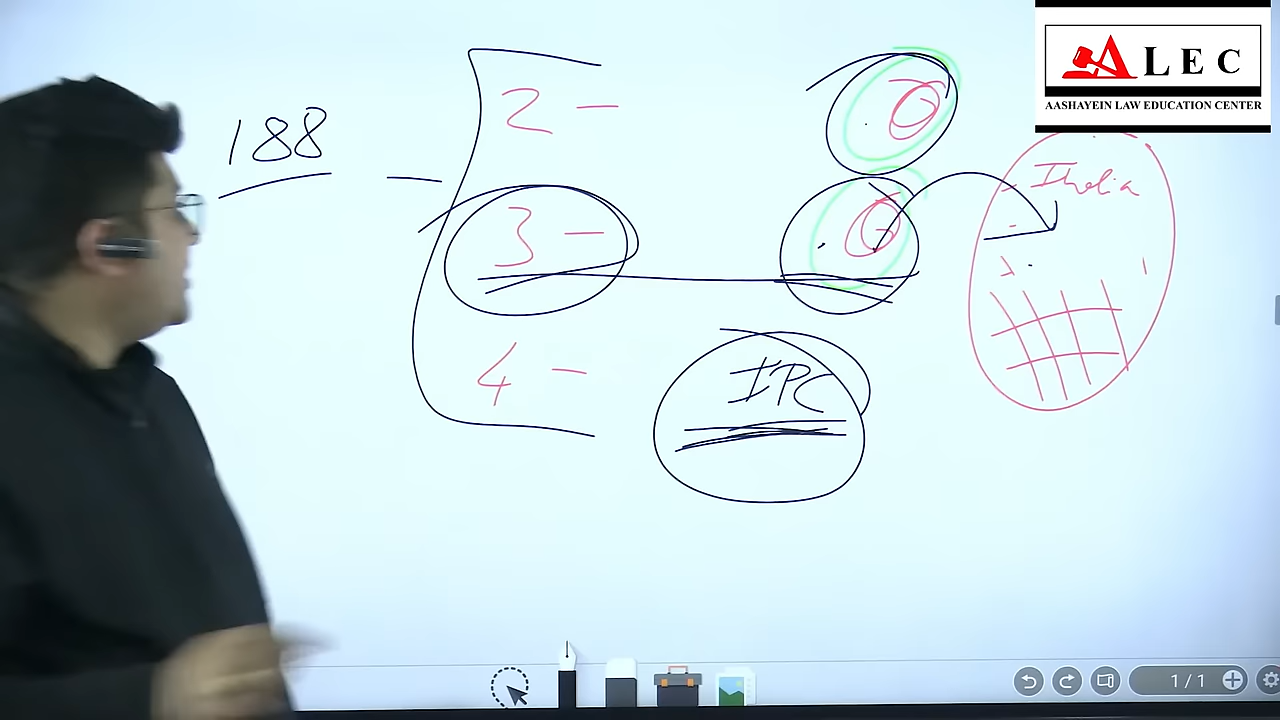 ALEC
AASHAYEIN LAW EDUCATION CENTER
188
2 -
3 -
4 -
IPC
India
1/1